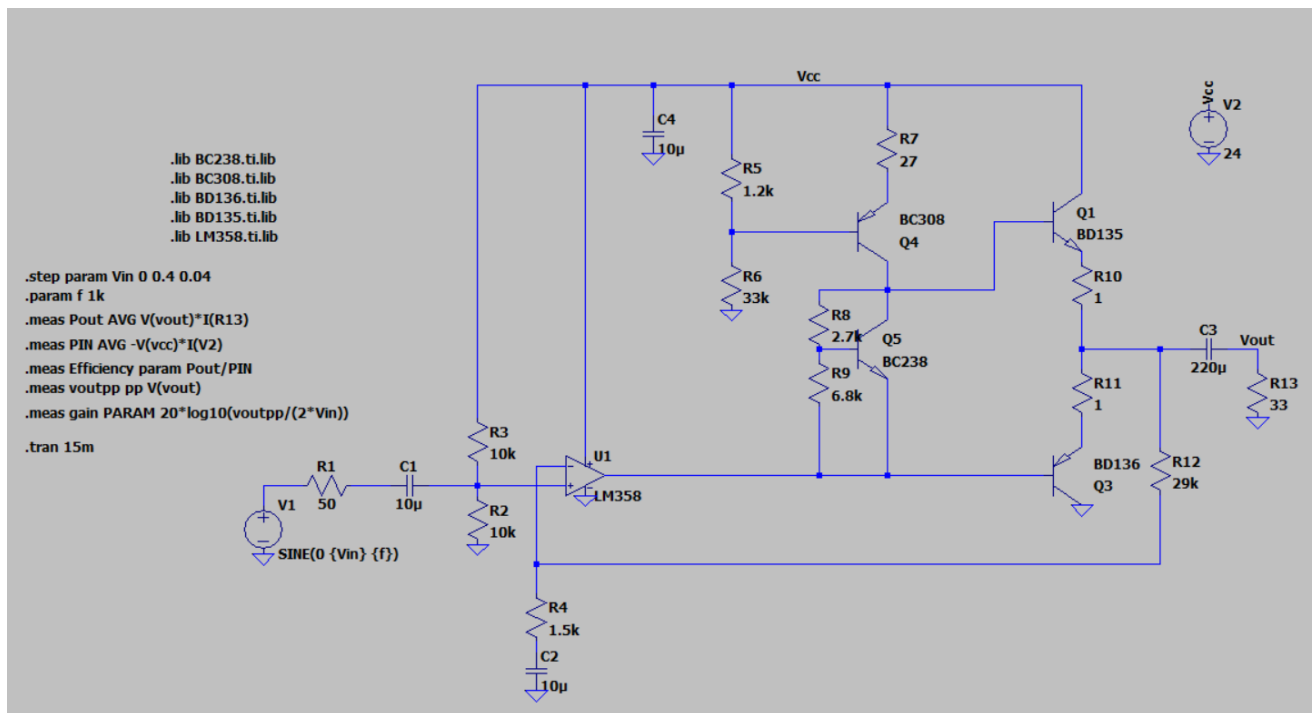 Vcc
Vcc
V2
24
C4
10µ
R7
27
R5
1.2k
BC308
Q4
Q1
BD135
R6
33k
R10
1
R8
2.7k
Q5
BC238
C3
220µ
Vout
R13
33
R9
6.8k
R11
1
.lib BC238.ti.lib
.lib BC308.ti.lib
.lib BD136.ti.lib
.lib BD135.ti.lib
.lib LM358.ti.lib
.step param Vin 0 0.4 0.04
.param f 1k
.meas Pout AVG V(vout)*I(R13)
.meas PIN AVG -V(vcc)*I(V2)
.meas Efficiency param Pout/PIN
.meas voutpp pp V(vout)
.meas gain PARAM 20*log10(voutpp/(2*Vin))
.tran 15m
R3
10k
U1
LM358
BD136
Q3
R12
29k
R1
50
C1
10µ
R2
10k
V1
SINE(0 {Vin} {f})
R4
1.5k
C2
10µ